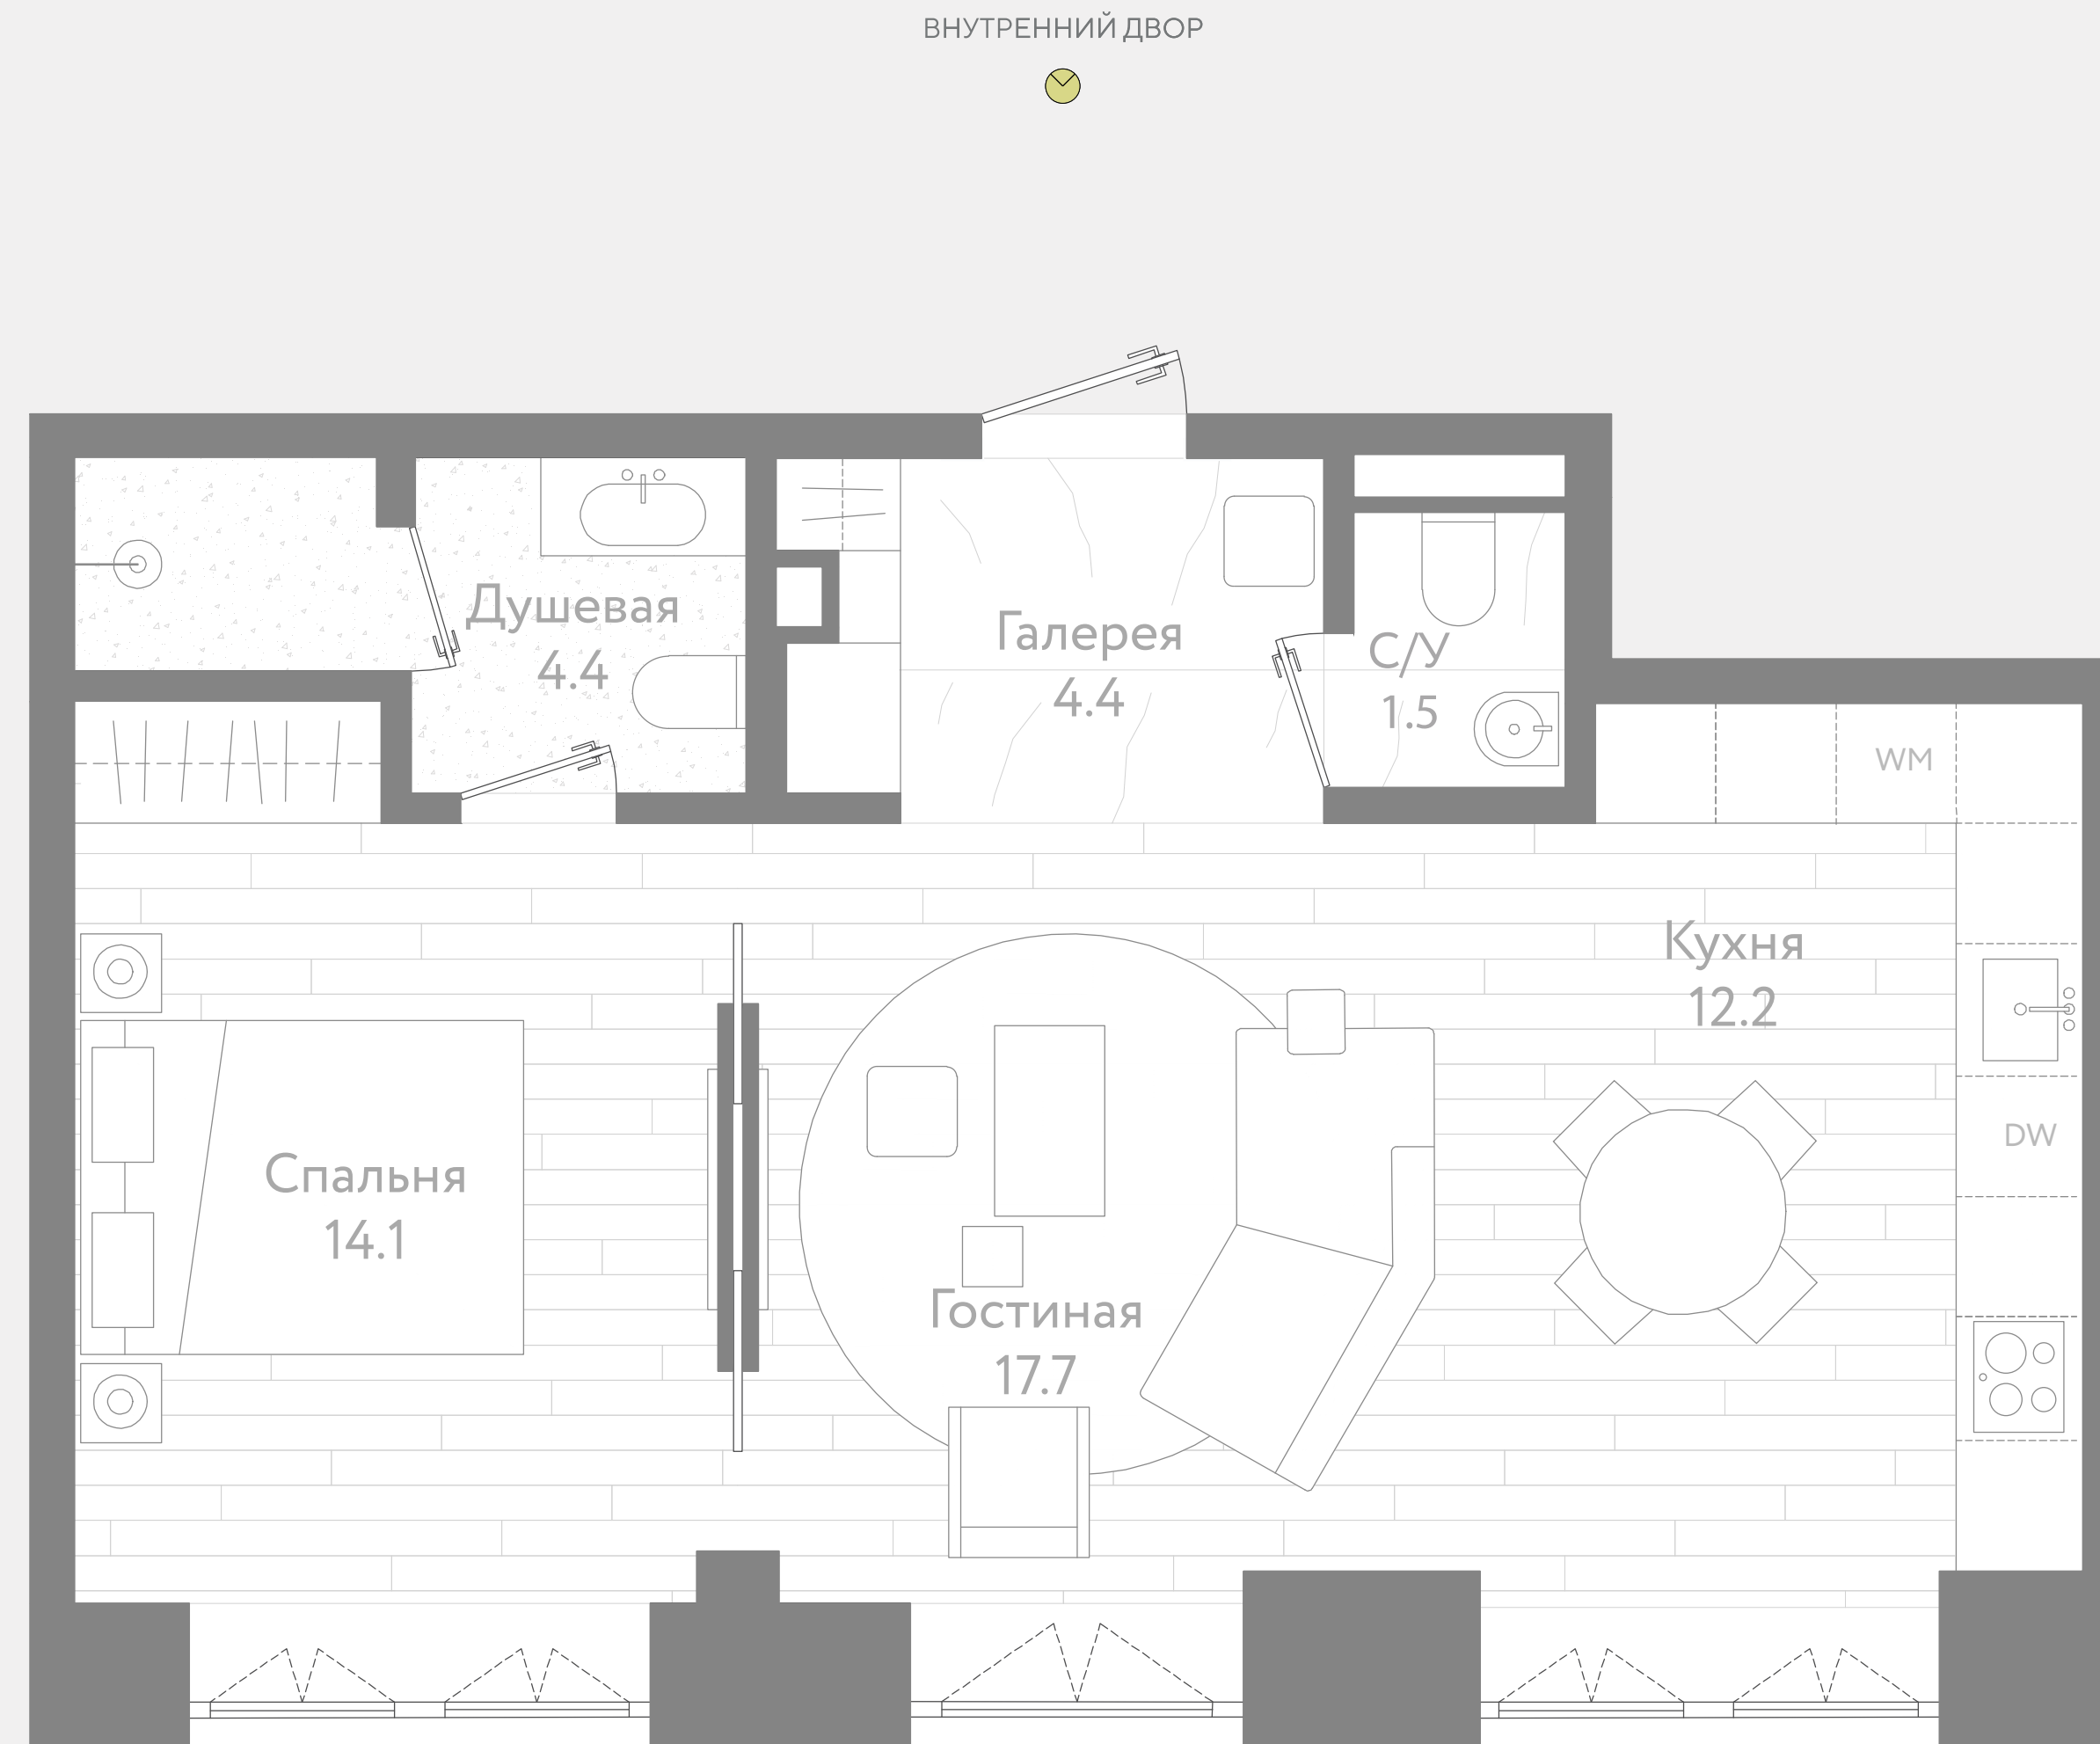 ВНУТРЕННИЙ ДВОР
Душевая
4.4
Галерея
4.4
С/У
1.5
WM
Кухня
12.2
DW
Спальня
14.1
Гостиная
17.7